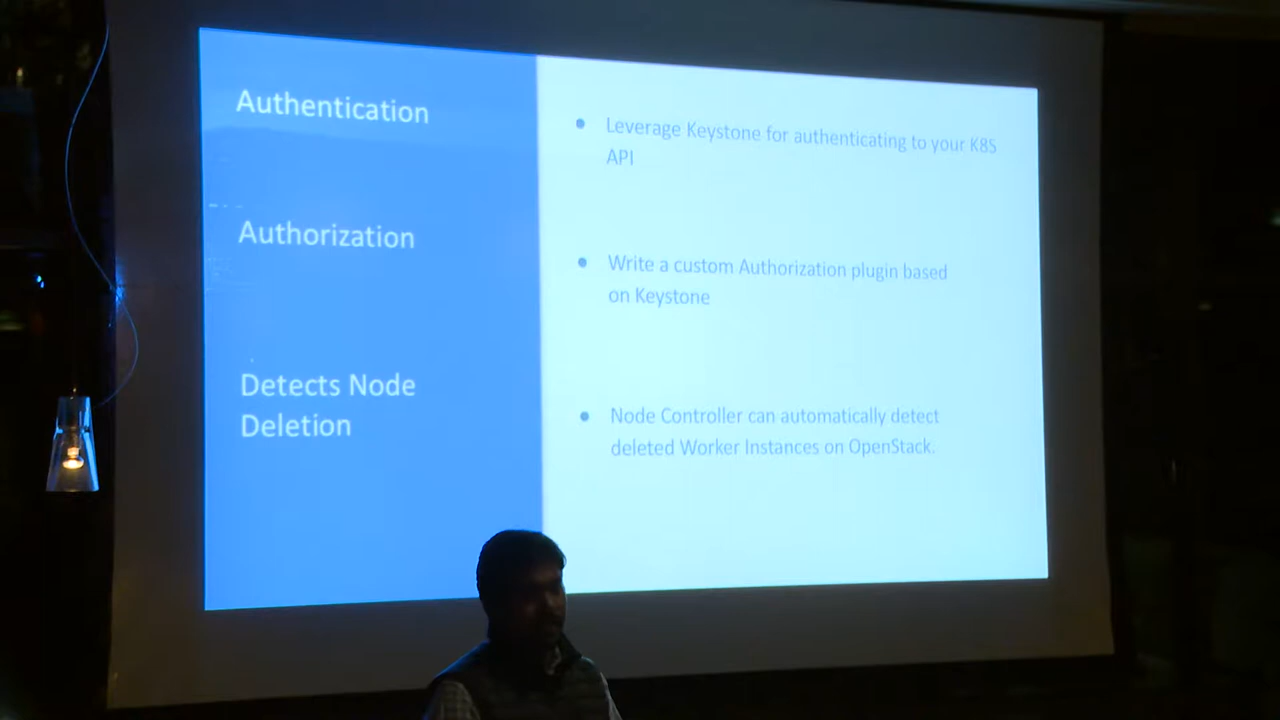 Authentication
Leverage Keystone for authenticating to your K8S
API
Authorization
Write a custom Authorization plugin based
on Keystone
Detects Node
Deletion
Node Controller can automatically detect
deleted Worker Instances on OpenStack.